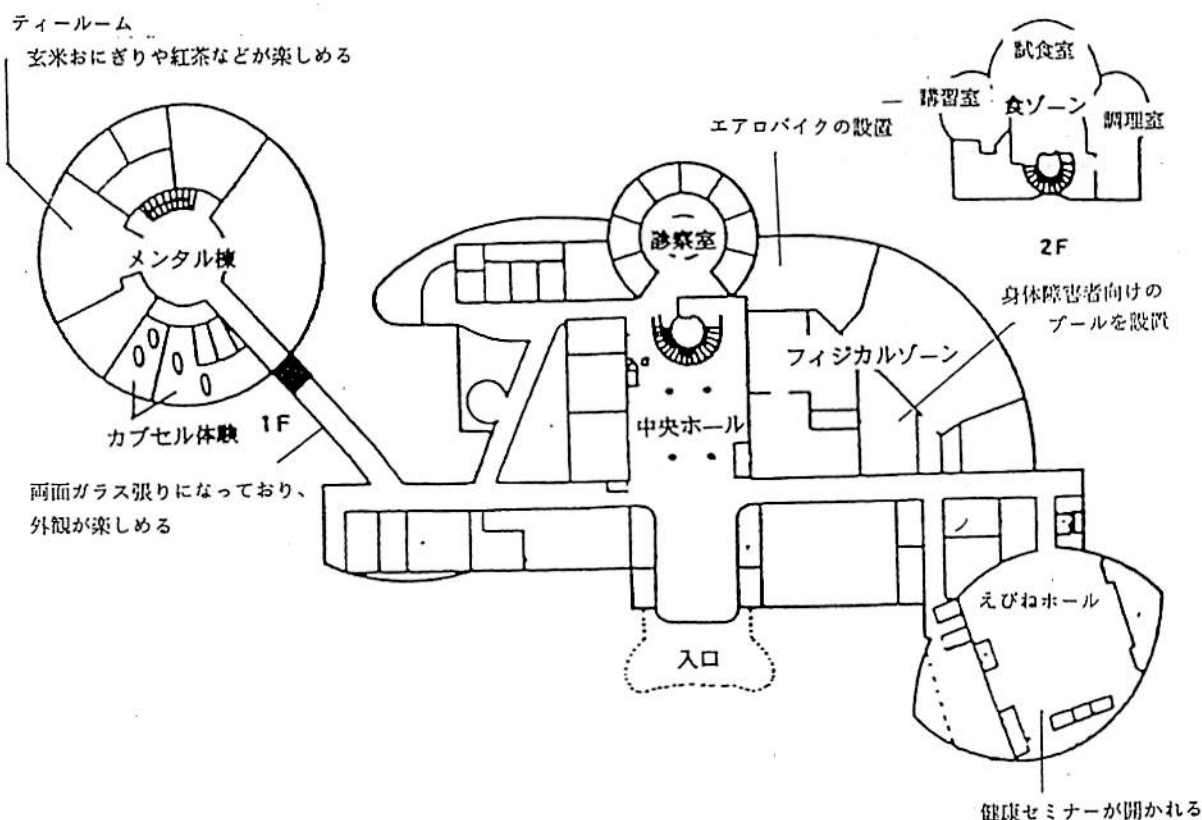 ティールーム
玄米おにぎりや紅茶などが楽しめる
試食室
講習室
食ゾーン
調理室
エアロバイクの設置
2F
診察室
メンタル棟
身体障害者向けの
プールを設置
フィジカルゾーン
中央ホール
カプセル体験
1F
両面ガラス張りになっており、
外観が楽しめる
えびねホール
入口
健康セミナーが開かれる